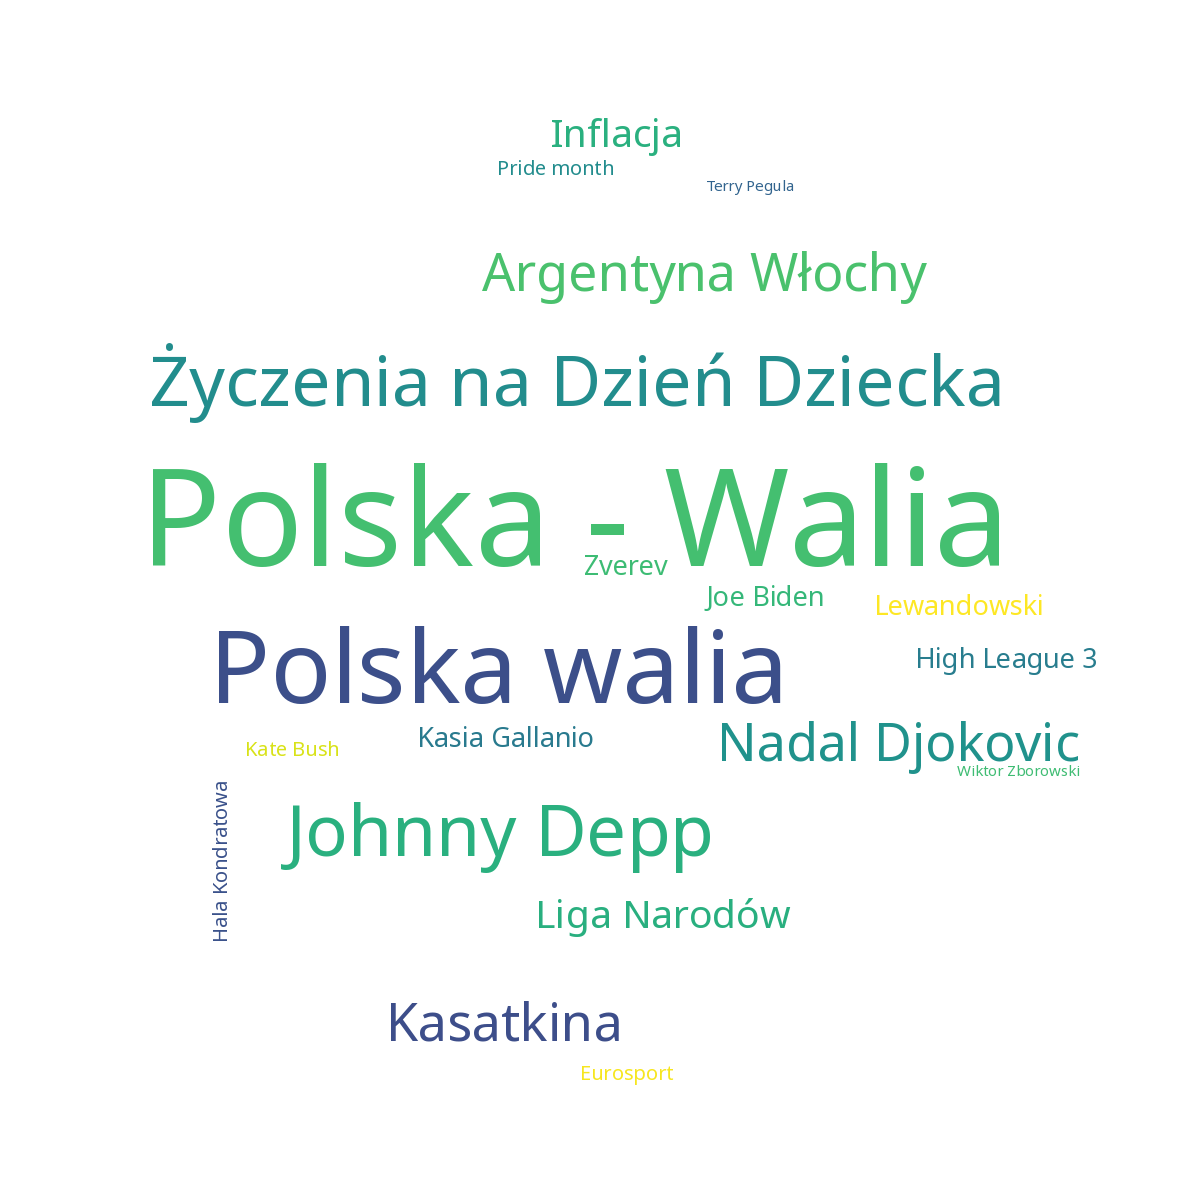 Inflacja
Pride month
Terry Pegula
Argentyna Włochy
Życzenia na Dzień Dziecka
Polska - Walia
Zverev
Joe Biden
Lewandowski
Polska walia
High League 3
Kasia Gallanio
Nadal Djokovic
Kate Bush
Wiktor Zborowski
Johnny Depp
Hala Kondratowa
Liga Narodów
Kasatkina
Eurosport